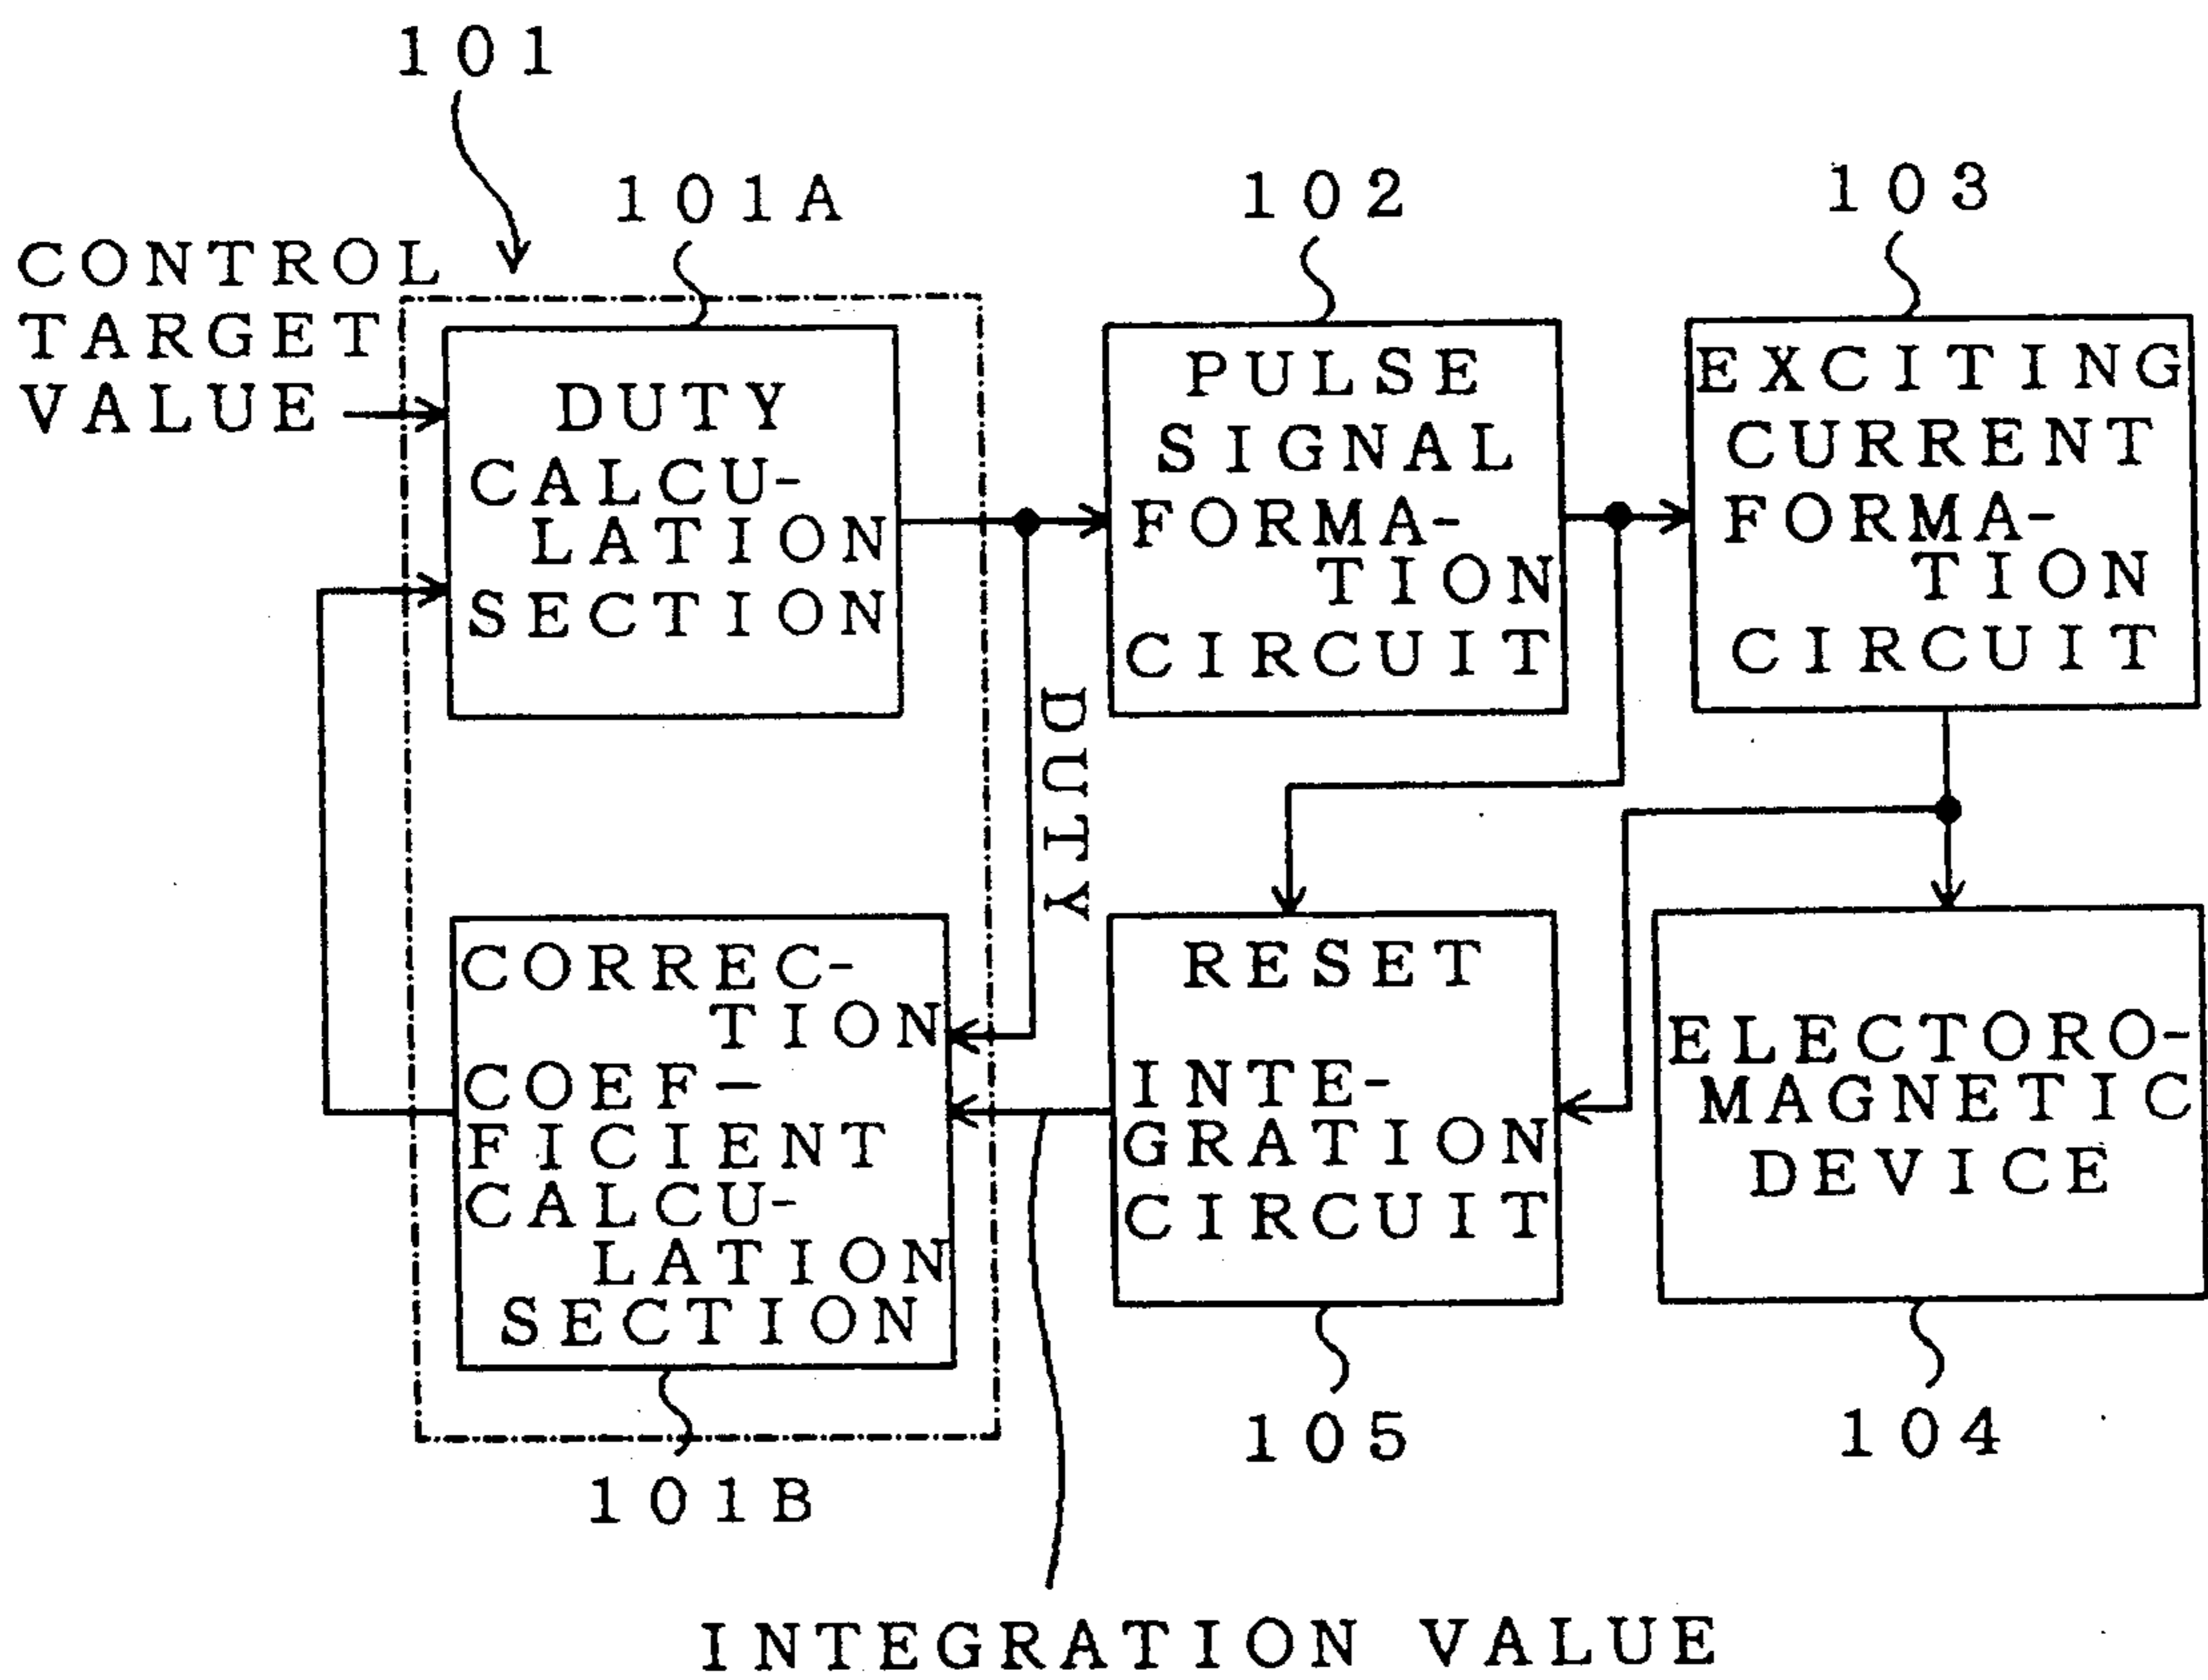 101
101A
102
103
CONTROL
TARGET
VALUE
DUTY
CALCU-
LATION
SECTION
PULSE
SIGNAL
FORMA-
TION
CIRCUIT
EXCITING
CURRENT
FORMA-
TION
CIRCUIT
DUTY
CORREC-
TION
COEF-
FICIENT
CALCU-
LATION
SECTION
RESET
INTE-
GRATION
CIRCUIT
ELECTORO-
MAGNETIC
DEVICE
101B
105
104
INTEGRATION VALUE